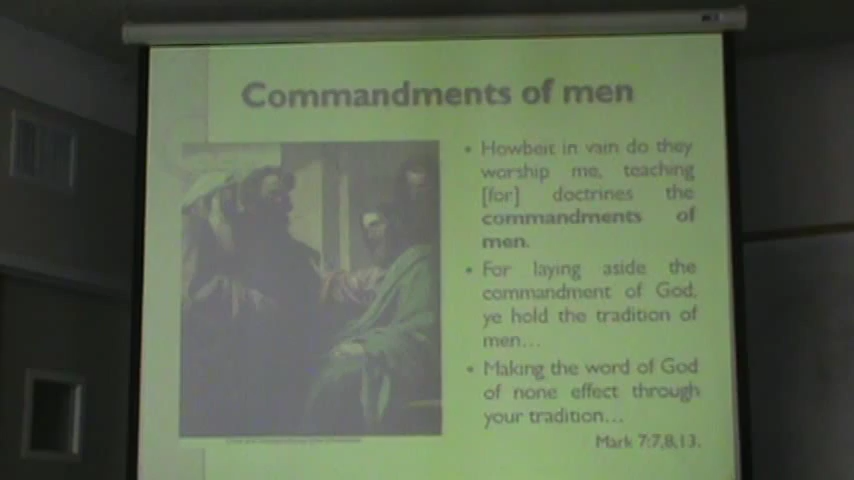 Commandments of men
• Howbeit in vain do they
worship me, teaching
[for] doctrines the
commandments of
men.
• For laying aside the
commandment of God,
ye hold the tradition of
men...
• Making the word of God
of none effect through
your tradition...
Mark 7:7,8,13.